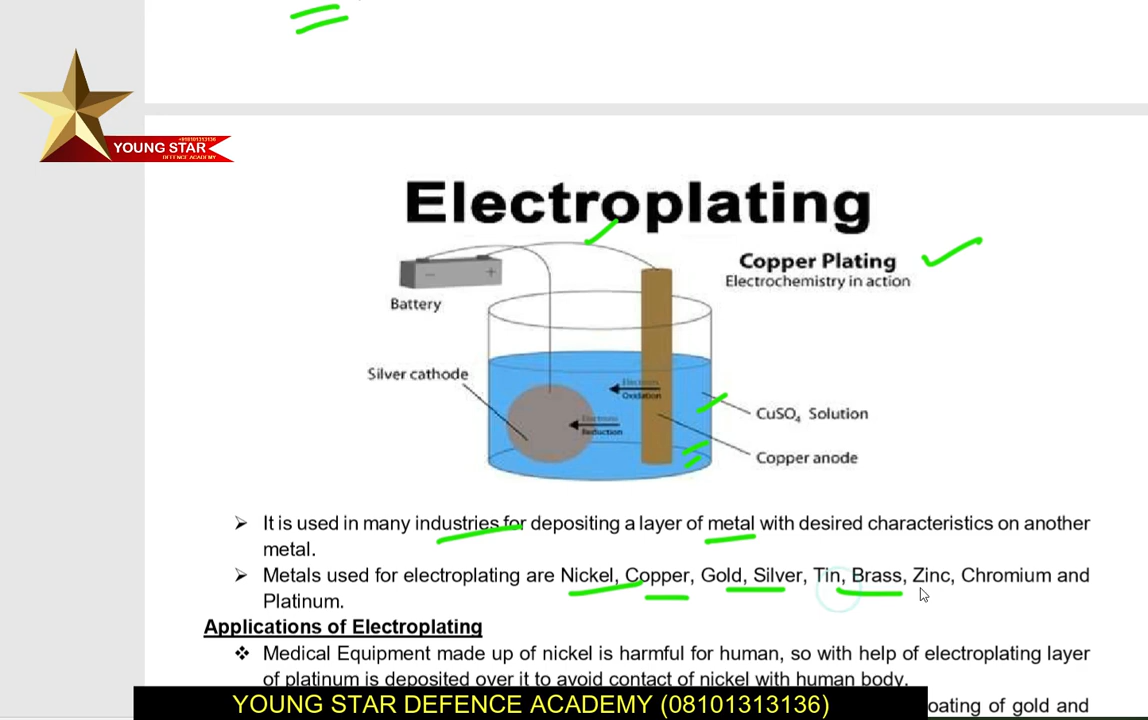 +918101313136
YOUNG STAR
DEFENCE ACADEMY
Electroplating
Copper Plating
Electrochemistry in action
Battery
Silver cathode
Electrons
Oxidation
Electrons
Reduction
CuSO₄ Solution
Copper anode
➢ It is used in many industries for depositing a layer of metal with desired characteristics on another
metal.
➢ Metals used for electroplating are Nickel, Copper, Gold, Silver, Tin, Brass, Zinc, Chromium and
Platinum.
Applications of Electroplating
❖ Medical Equipment made up of nickel is harmful for human, so with help of electroplating layer
of platinum is deposited over it to avoid contact of nickel with human body.
oating of gold and
YOUNG STAR DEFENCE ACADEMY (08101313136)